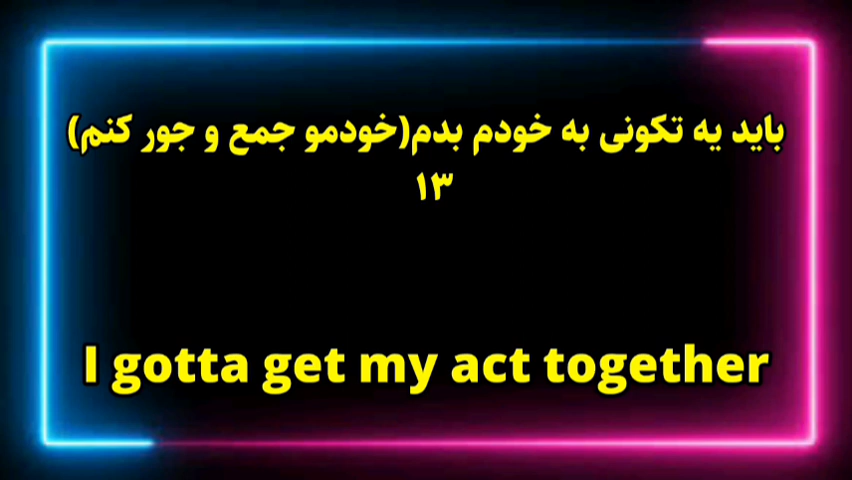 باید یه تکونی به خودم بدم(خودمو جمع و جور کنم)
۱۳
I gotta get my act together